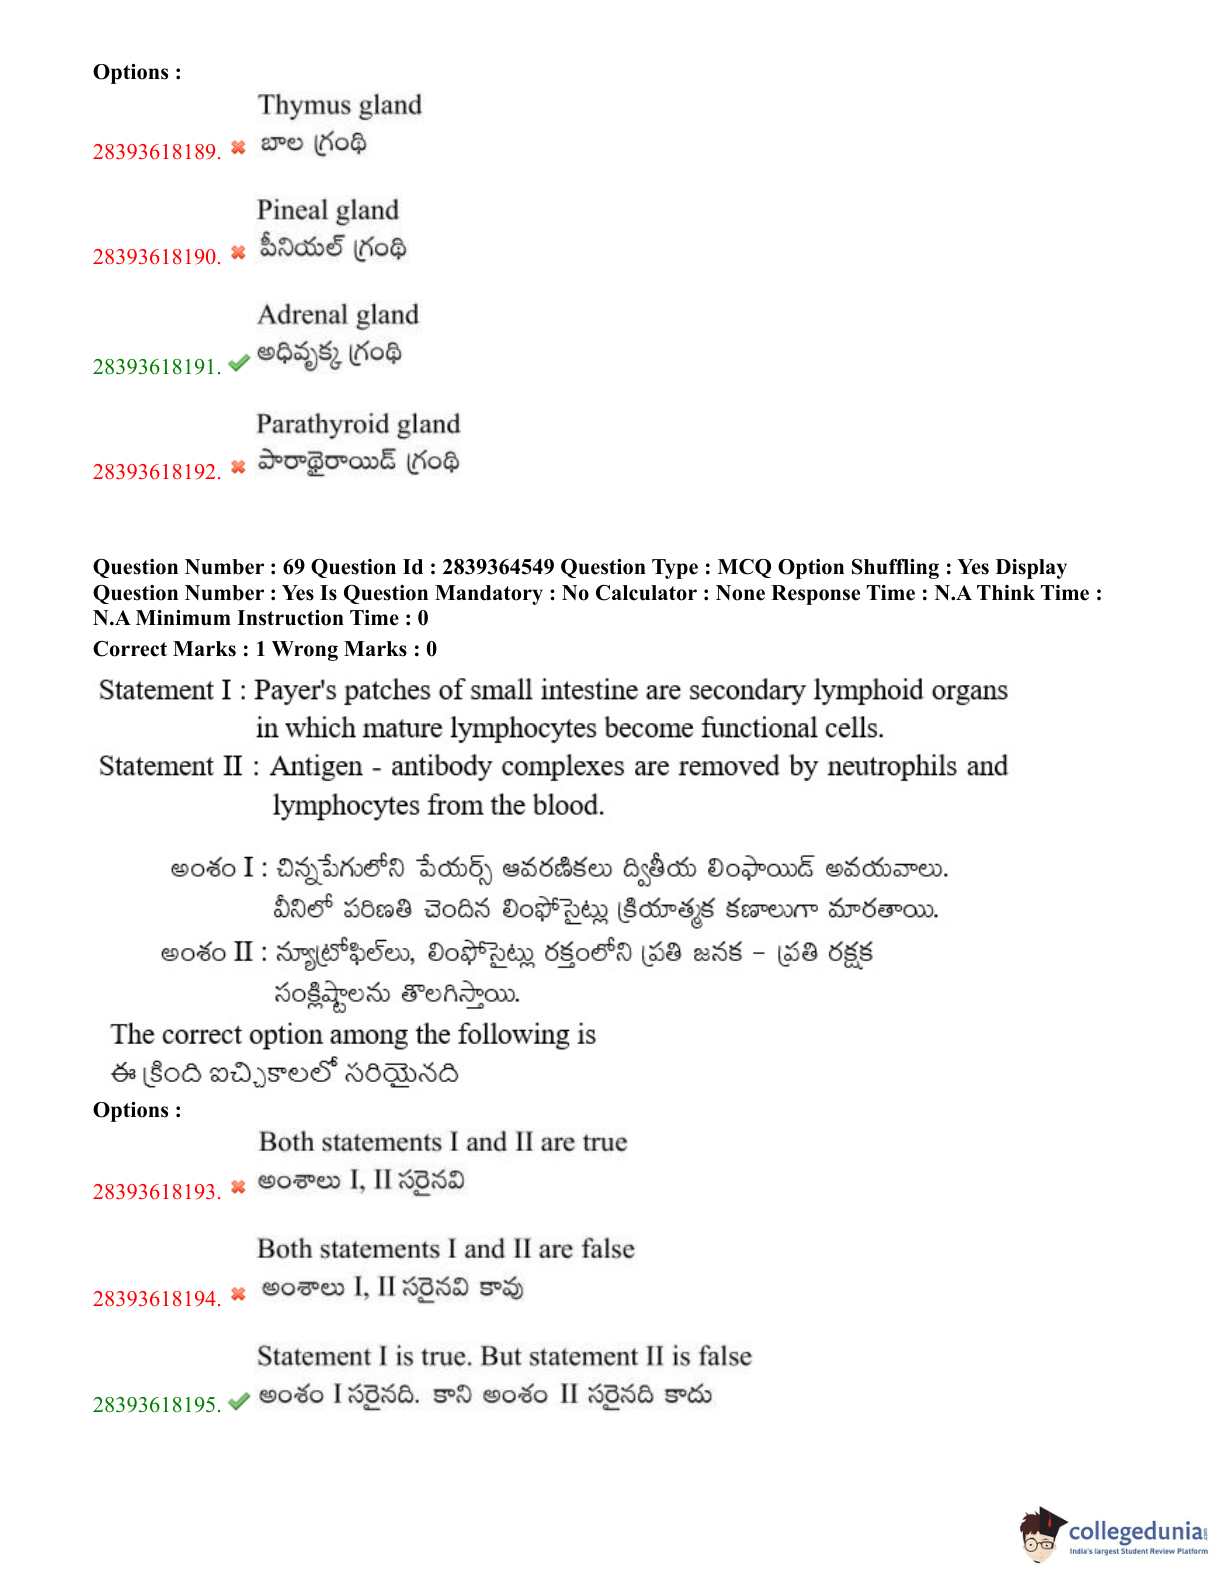 Options :
Thymus gland
28393618189. బాల గ్రంథి
Pineal gland
28393618190. పీనియల్ గ్రంథి
Adrenal gland
28393618191. అధివృక్క గ్రంథి
Parathyroid gland
28393618192. పారాథైరాయిడ్ గ్రంథి
Question Number : 69 Question Id : 2839364549 Question Type : MCQ Option Shuffling : Yes Display
Question Number : Yes Is Question Mandatory : No Calculator : None Response Time : N.A Think Time :
N.A Minimum Instruction Time : 0
Correct Marks : 1 Wrong Marks : 0
Statement I : Payer's patches of small intestine are secondary lymphoid organs
in which mature lymphocytes become functional cells.
Statement II : Antigen - antibody complexes are removed by neutrophils and
lymphocytes from the blood.
అంశం I : చిన్నపేగులోని పేయర్స్ ఆవరణికలు ద్వితీయ లింఫాయిడ్ అవయవాలు.
వీనిలో పరిణతి చెందిన లింఫోసైట్లు క్రియాత్మక కణాలుగా మారతాయి.
అంశం II : న్యూట్రోఫిల్‌లు, లింఫోసైట్లు రక్తంలోని ప్రతి జనక – ప్రతి రక్షక
సంక్లిష్టాలను తొలగిస్తాయి.
The correct option among the following is
ఈ క్రింది ఐచ్చికాలలో సరియైనది
Options :
Both statements I and II are true
28393618193. అంశాలు I, II సరైనవి
Both statements I and II are false
28393618194. అంశాలు I, II సరైనవి కావు
Statement I is true. But statement II is false
28393618195. అంశం I సరైనది. కాని అంశం II సరైనది కాదు
collegedunia
India's largest Student Review Platform